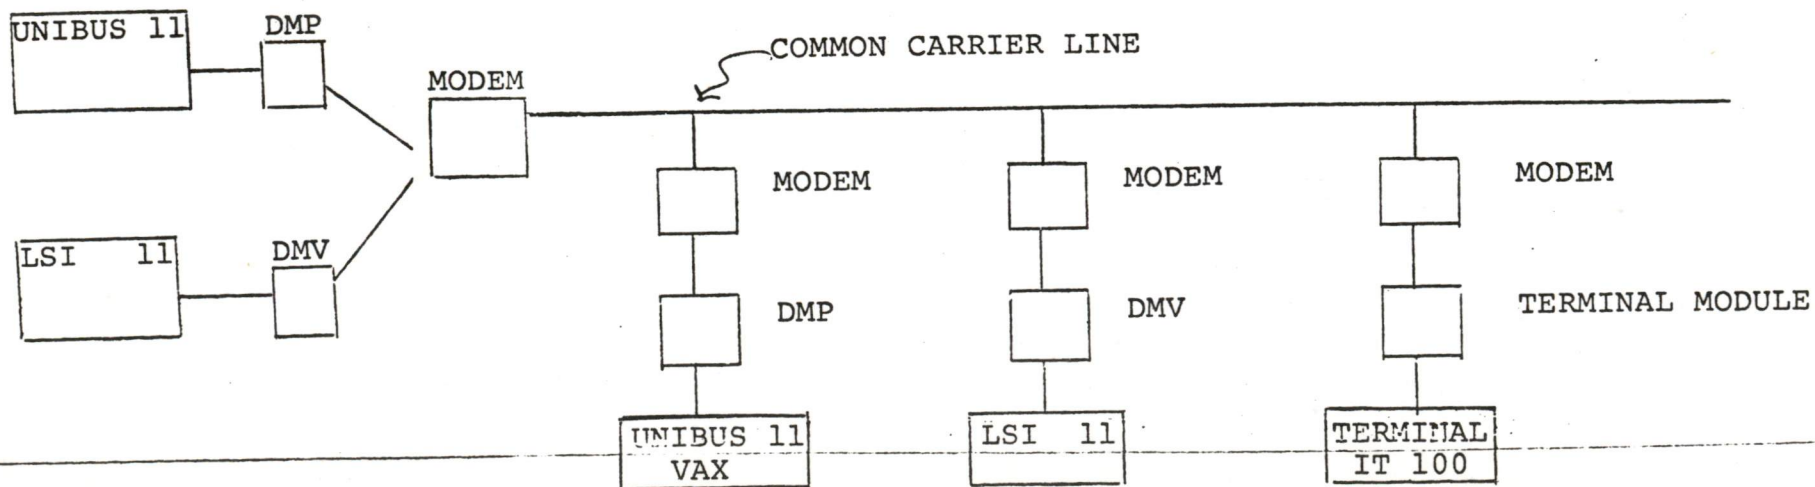 UNIBUS 11
DMP
COMMON CARRIER LINE
MODEM
LSI 11
DMV
MODEM
MODEM
MODEM
DMP
DMV
TERMINAL MODULE
UNIBUS 11
VAX
LSI 11
TERMINAL
IT 100